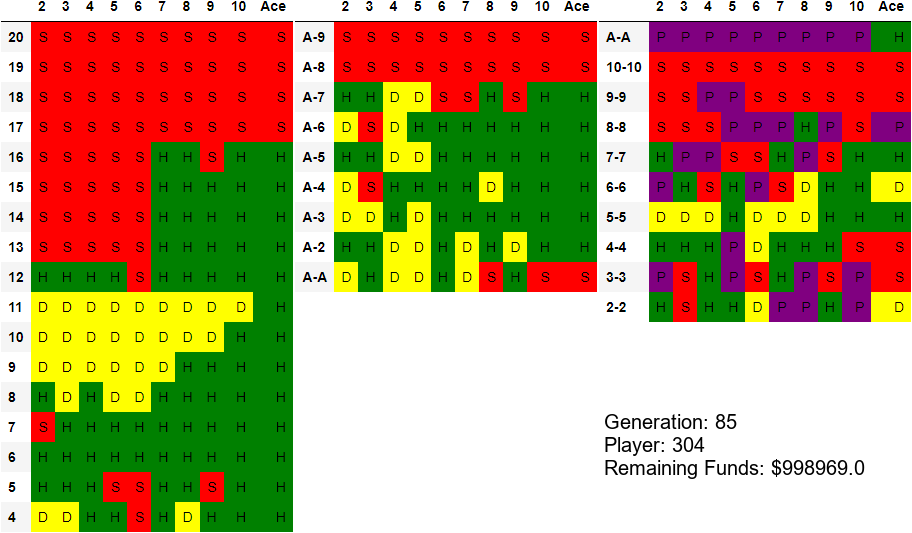 2 3 4 5 6 7 8 9 10 Ace
20 S S S S S S S S S S
19 S S S S S S S S S S
18 S S S S S S S S S S
17 S S S S S S S S S S
16 S S S S S H H S H H
15 S S S S S H H H H H
14 S S S S S H H H H H
13 S S S S S H H H H H
12 H H H H S H H H H H
11 D D D D D D D D D H
10 D D D D D D D D H H
9 D D D D D D H H H H
8 H D H D D H H H H H
7 S H H H H H H H H H
6 H H H H H H H H H H
5 H H H S S H H S H H
4 D D H H S H D H H H
2 3 4 5 6 7 8 9 10 Ace
A-9 S S S S S S S S S S
A-8 S S S S S S S S S S
A-7 H H D D S S H S H H
A-6 D S D H H H H H H H
A-5 H H D D H H H H H H
A-4 D S H H H H D H H H
A-3 D D H D H H H H H H
A-2 H H D D H D H D H H
A-A D H D D H D S H S S
2 3 4 5 6 7 8 9 10 Ace
A-A P P P P P P P P P H
10-10 S S S S S S S S S S
9-9 S S P P S S S S S S
8-8 S S S P P P H P S P
7-7 H P P S S H P S H H
6-6 P H S H P S D H H D
5-5 D D D H D D D H H H
4-4 H H H P D H H H S S
3-3 P S H P S H P S P S
2-2 H S H H D P P H P D
Generation: 85
Player: 304
Remaining Funds: $998969.0